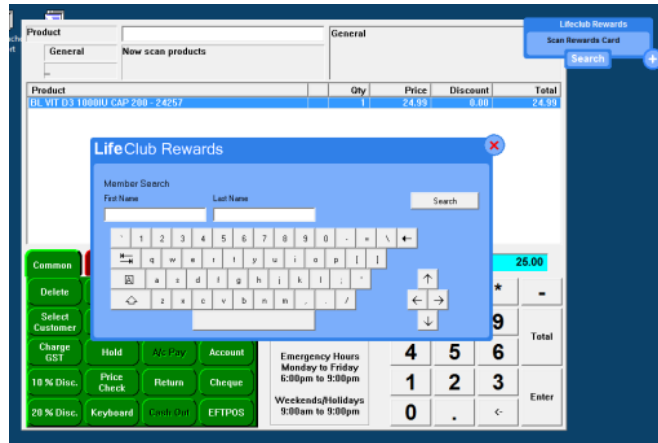 Lifeclub Rewards
Scan Rewards Card
Search
+
Product
General
General
Now scan products
Product Qty Price Discount Total
BL VIT D3 1000IU CAP 200 - 24257 1 24.99 0.00 24.99
LifeClub Rewards
Member Search
First Name Last Name
Search
` 1 2 3 4 5 6 7 8 9 0 - = \
q w e r t y u i o p [ ]
A a s d f g h j k l ; '
z x c v b n m , . /
Common 25.00
Delete * -
Select Customer 9
Total
Charge GST Hold A/c Pay Account 4 5 6
Emergency Hours
Monday to Friday
6:00pm to 9:00pm
10 % Disc. Price Check Return Cheque 1 2 3
Weekends/Holidays
9:00am to 9:00pm
Enter
20 % Disc. Keyboard Cash Out EFTPOS 0 . <-